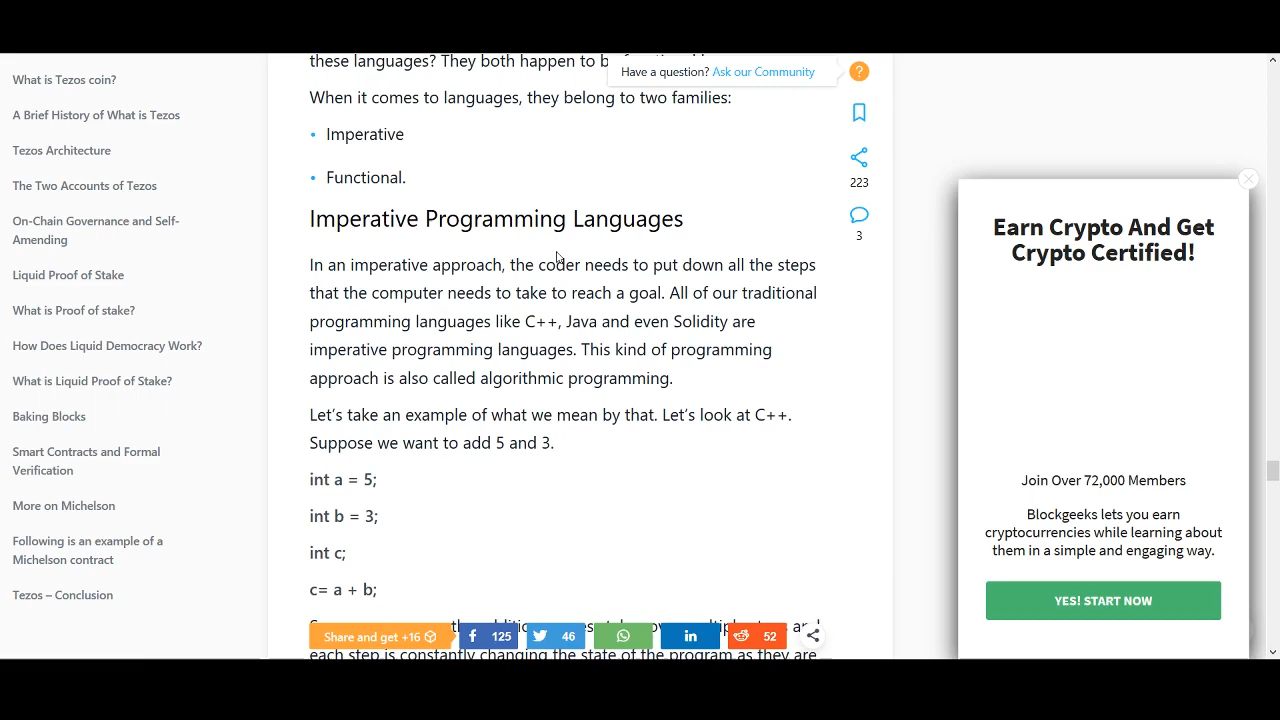 What is Tezos coin?
A Brief History of What is Tezos
Tezos Architecture
The Two Accounts of Tezos
On-Chain Governance and Self-
Amending
Liquid Proof of Stake
What is Proof of stake?
How Does Liquid Democracy Work?
What is Liquid Proof of Stake?
Baking Blocks
Smart Contracts and Formal
Verification
More on Michelson
Following is an example of a
Michelson contract
Tezos – Conclusion
these languages? They both happen to b
Have a question? Ask our Community
?
When it comes to languages, they belong to two families:
• Imperative
• Functional.
Imperative Programming Languages
In an imperative approach, the coder needs to put down all the steps
that the computer needs to take to reach a goal. All of our traditional
programming languages like C++, Java and even Solidity are
imperative programming languages. This kind of programming
approach is also called algorithmic programming.
Let's take an example of what we mean by that. Let's look at C++.
Suppose we want to add 5 and 3.
int a = 5;
int b = 3;
int c;
c= a + b;
each step is constantly changing the state of the program as they are
Share and get +16
125
46
in
52
223
3
Earn Crypto And Get
Crypto Certified!
Join Over 72,000 Members
Blockgeeks lets you earn
cryptocurrencies while learning about
them in a simple and engaging way.
YES! START NOW